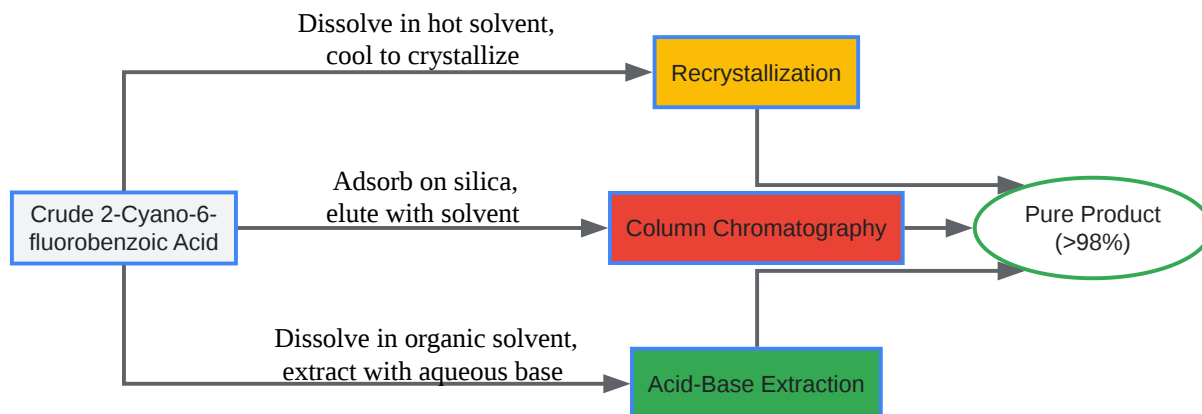 Dissolve in hot solvent,
cool to crystallize
Recrystallization
Crude 2-Cyano-6-
fluorobenzoic Acid
Adsorb on silica,
elute with solvent
Column Chromatography
Pure Product
(>98%)
Dissolve in organic solvent,
extract with aqueous base
Acid-Base Extraction